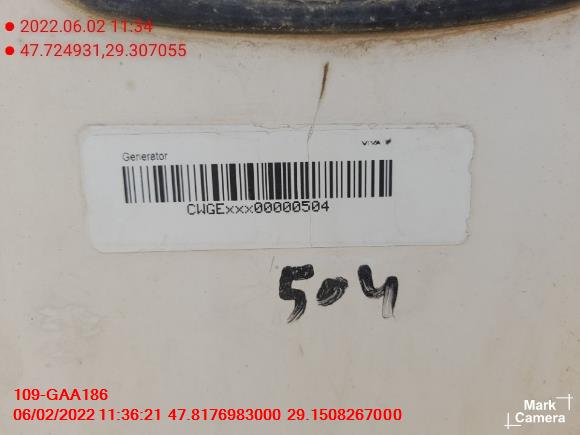 2022.06.02 11:34
47.724931,29.307055
Generator
VIVA
CWGExxx00000504
504
109-GAA186
06/02/2022 11:36:21 47.8176983000 29.1508267000
Mark
Camera